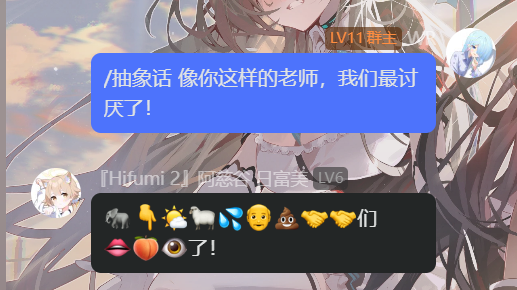 LV11 群主
/抽象话 像你这样的老师，我们最讨
厌了！
『Hifumi 2』阿慈谷 日富美 LV6
🐘👇🌤️🐑💦👴💩🤝🤝们
👄🍑👁️了！